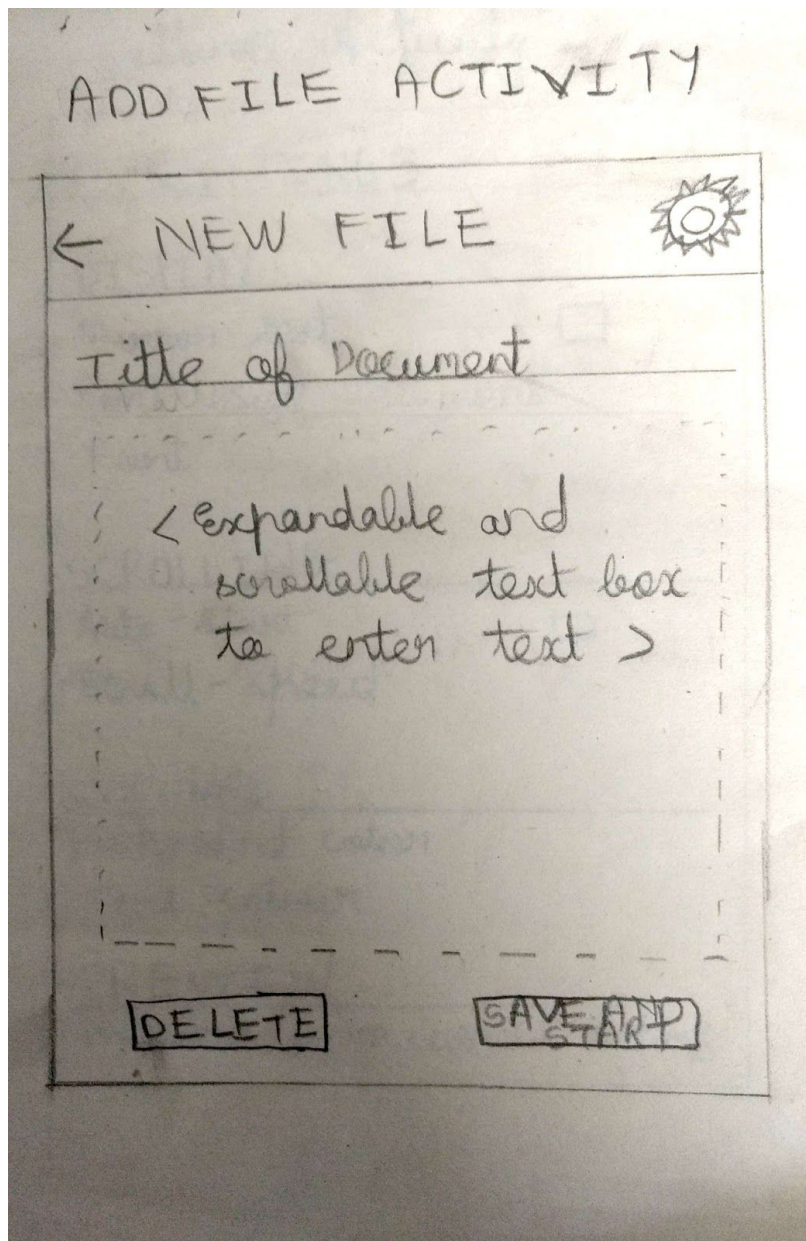 ADD FILE ACTIVITY
← NEW FILE
Title of Document
<Expandable and
scrollable text box
to enter text>
DELETE
SAVE AND
START